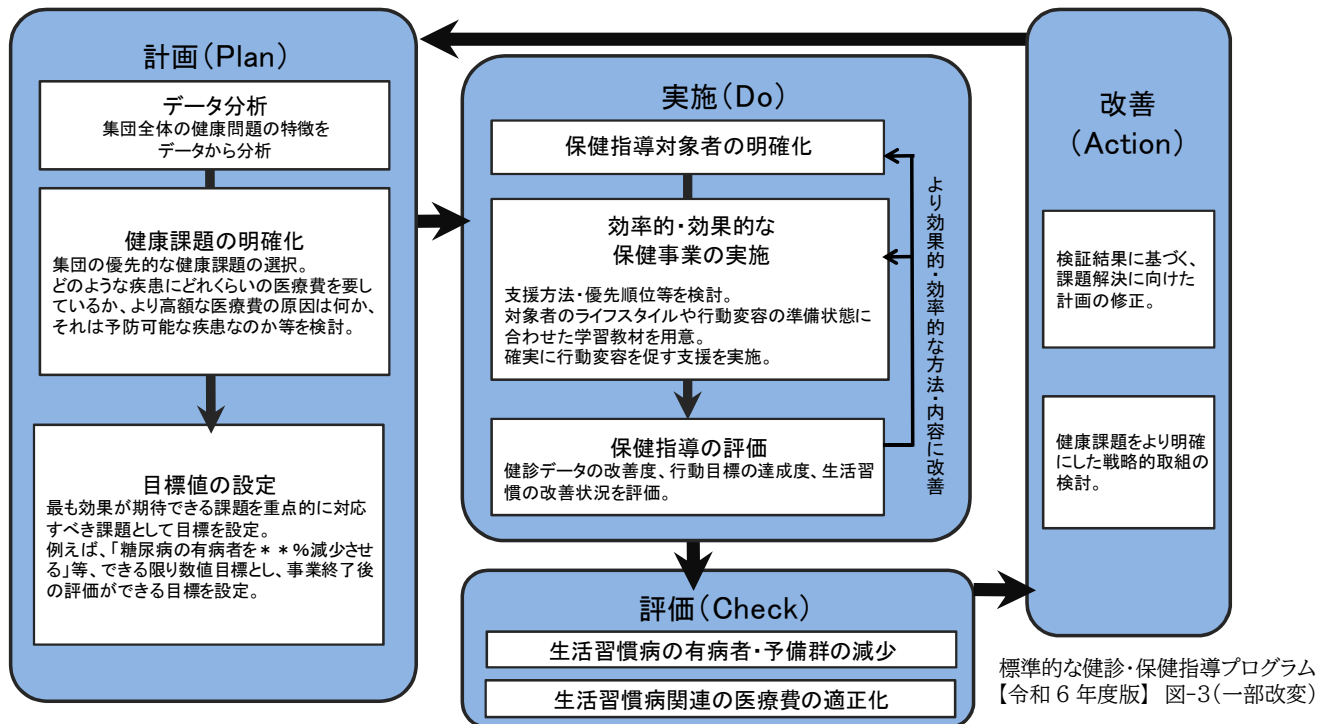 計画(Plan)
データ分析
集団全体の健康問題の特徴を
データから分析
健康課題の明確化
集団の優先的な健康課題の選択。
どのような疾患にどれくらいの医療費を要し
ているか、より高額な医療費の原因は何か、
それは予防可能な疾患なのか等を検討。
目標値の設定
最も効果が期待できる課題を重点的に対応
すべき課題として目標を設定。
例えば、「糖尿病の有病者を**%減少させ
る」等、できる限り数値目標とし、事業終了後
の評価ができる目標を設定。
実施(Do)
保健指導対象者の明確化
効率的・効果的な
保健事業の実施
支援方法・優先順位等を検討。
対象者のライフスタイルや行動変容の準備状態に
合わせた学習教材を用意。
確実に行動変容を促す支援を実施。
保健指導の評価
健診データの改善度、行動目標の達成度、生活習
慣の改善状況を評価。
より効果的・効率的な方法・内容に改善
評価(Check)
生活習慣病の有病者・予備群の減少
生活習慣病関連の医療費の適正化
改善
(Action)
検証結果に基づく、
課題解決に向けた
計画の修正。
健康課題をより明確
にした戦略的取組の
検討。
標準的な健診・保健指導プログラム
【令和6年度版】 図-3(一部改変)